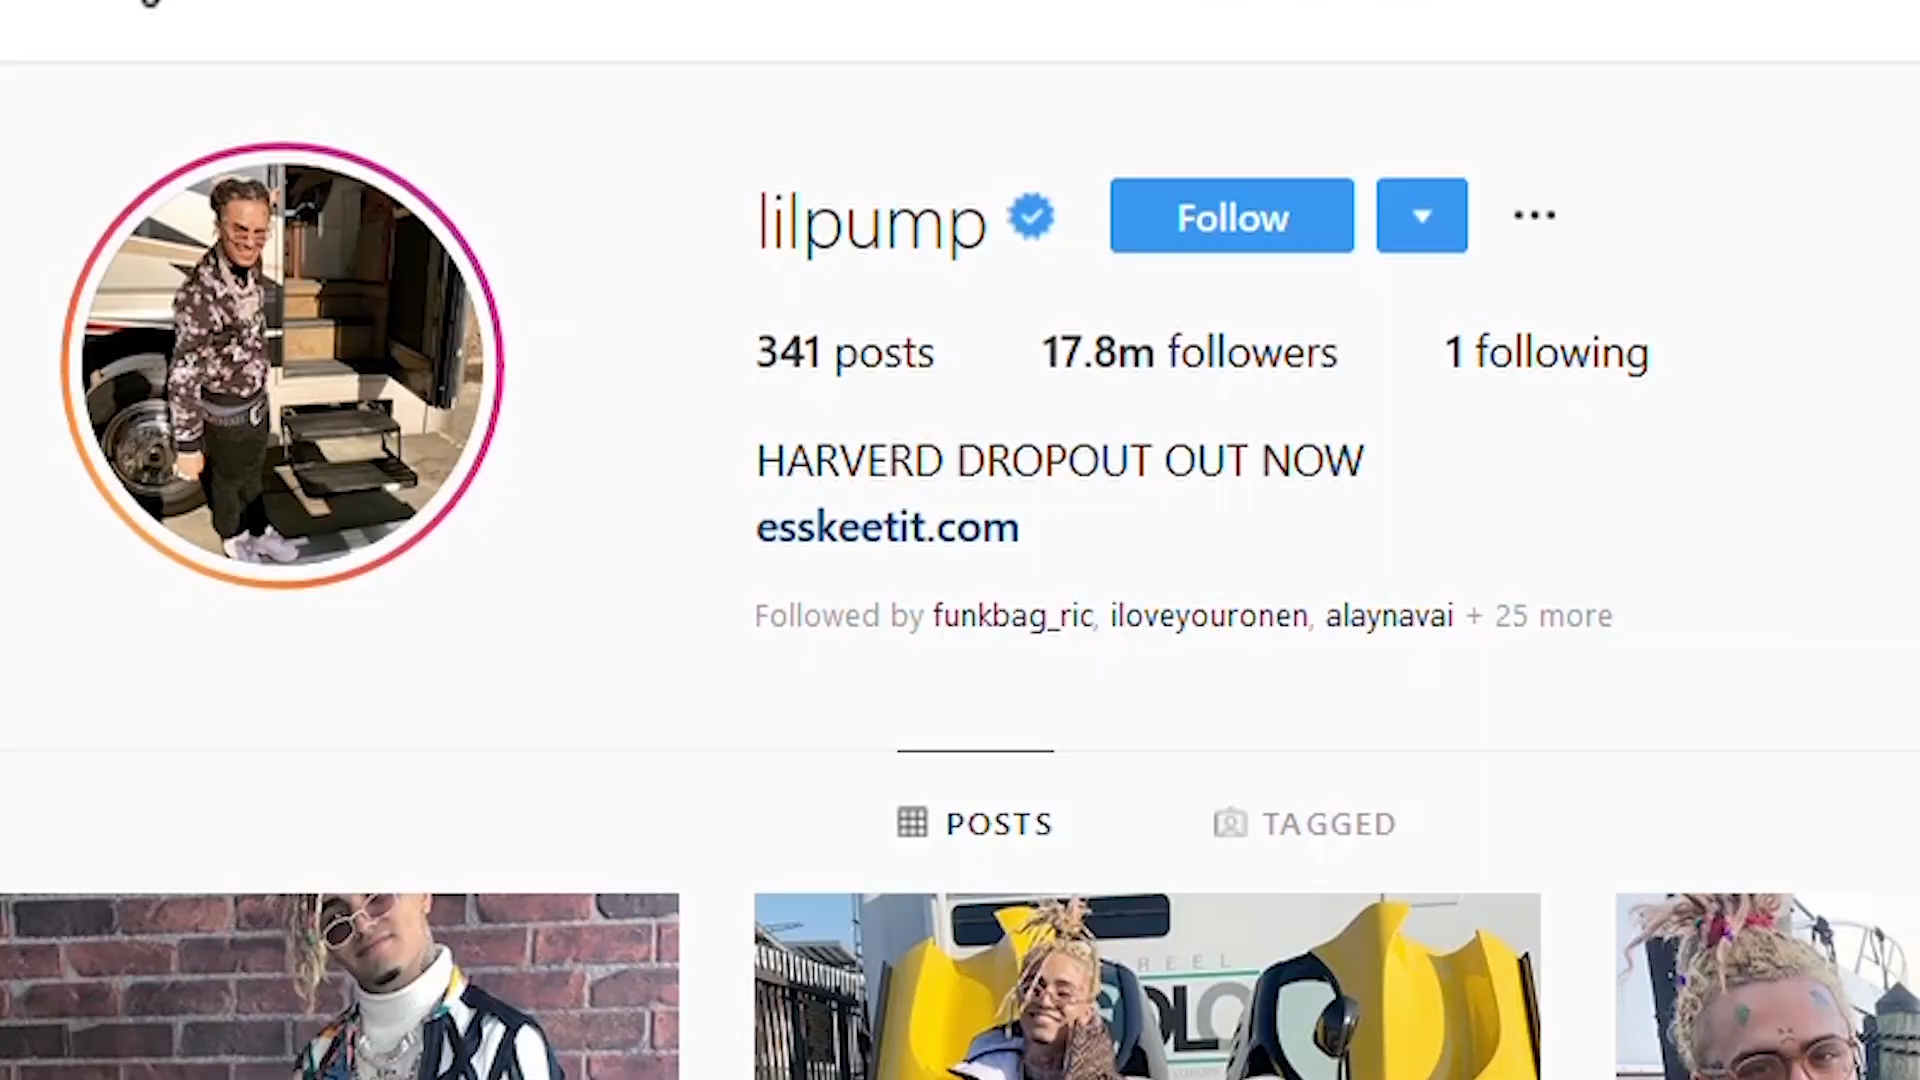 lilpump Follow
341 posts 17.8m followers 1 following
HARVERD DROPOUT OUT NOW
esskeetit.com
Followed by funkbag_ric, iloveyouronen, alaynavai + 25 more
POSTS TAGGED
REEL